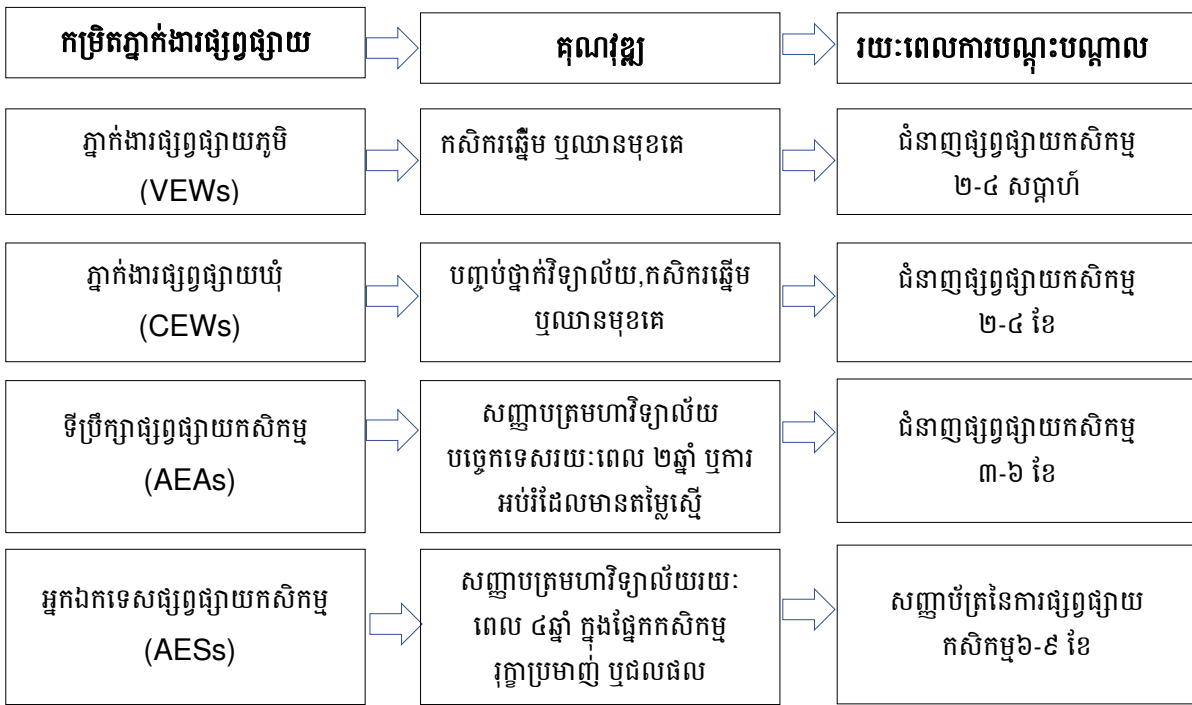 កម្រិតភ្នាក់ងារផ្សព្វផ្សាយ
គុណវុឌ្ឍ
រយៈពេលការបណ្តុះបណ្តាល
ភ្នាក់ងារផ្សព្វផ្សាយភូមិ
(VEWs)
កសិករឆ្នើម ឬឈានមុខគេ
ជំនាញផ្សព្វផ្សាយកសិកម្ម
២-៤ សប្តាហ៍
ភ្នាក់ងារផ្សព្វផ្សាយឃុំ
(CEWs)
បញ្ចប់ថ្នាក់វិទ្យាល័យ,កសិករឆ្នើម
ឬឈានមុខគេ
ជំនាញផ្សព្វផ្សាយកសិកម្ម
២-៤ ខែ
ទីប្រឹក្សាផ្សព្វផ្សាយកសិកម្ម
(AEAs)
សញ្ញាបត្រមហាវិទ្យាល័យ
បច្ចេកទេសរយៈពេល ២ឆ្នាំ ឬការ
អប់រំដែលមានតម្លៃស្មើ
ជំនាញផ្សព្វផ្សាយកសិកម្ម
៣-៦ ខែ
អ្នកឯកទេសផ្សព្វផ្សាយកសិកម្ម
(AESs)
សញ្ញាបត្រមហាវិទ្យាល័យរយៈ
ពេល ៤ឆ្នាំ ក្នុងផ្នែកកសិកម្ម
រុក្ខាប្រមាញ់ ឬជលផល
សញ្ញាប័ត្រនៃការផ្សព្វផ្សាយ
កសិកម្ម៦-៩ ខែ